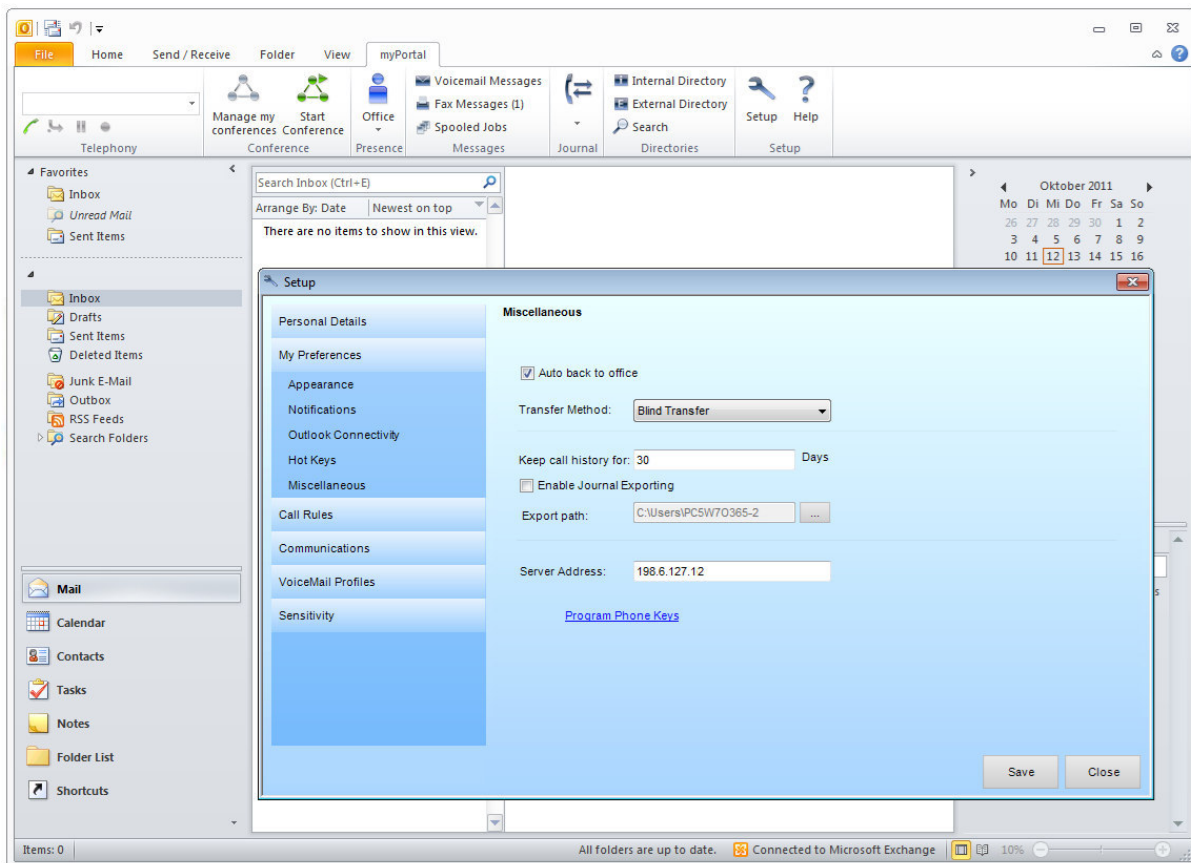 File Home Send / Receive Folder View myPortal
Manage my conferences
Start Conference
Office
Voicemail Messages
Fax Messages (1)
Spooled Jobs
Internal Directory
External Directory
Search
Setup
Help
Telephony Conference Presence Messages Journal Directories Setup
Favorites
Inbox
Unread Mail
Sent Items
Inbox
Drafts
Sent Items
Deleted Items
Junk E-Mail
Outbox
RSS Feeds
Search Folders
Mail
Calendar
Contacts
Tasks
Notes
Folder List
Shortcuts
Search Inbox (Ctrl+E)
Arrange By: Date Newest on top
There are no items to show in this view.
Oktober 2011
Mo Di Mi Do Fr Sa So
26 27 28 29 30 1 2
3 4 5 6 7 8 9
10 11 12 13 14 15 16
Setup
Personal Details
My Preferences
Appearance
Notifications
Outlook Connectivity
Hot Keys
Miscellaneous
Call Rules
Communications
VoiceMail Profiles
Sensitivity
Miscellaneous
Auto back to office
Transfer Method: Blind Transfer
Keep call history for: 30 Days
Enable Journal Exporting
Export path: C:\Users\PC5W7O365-2 ...
Server Address: 198.6.127.12
Program Phone Keys
Save Close
Items: 0 All folders are up to date. Connected to Microsoft Exchange 10%